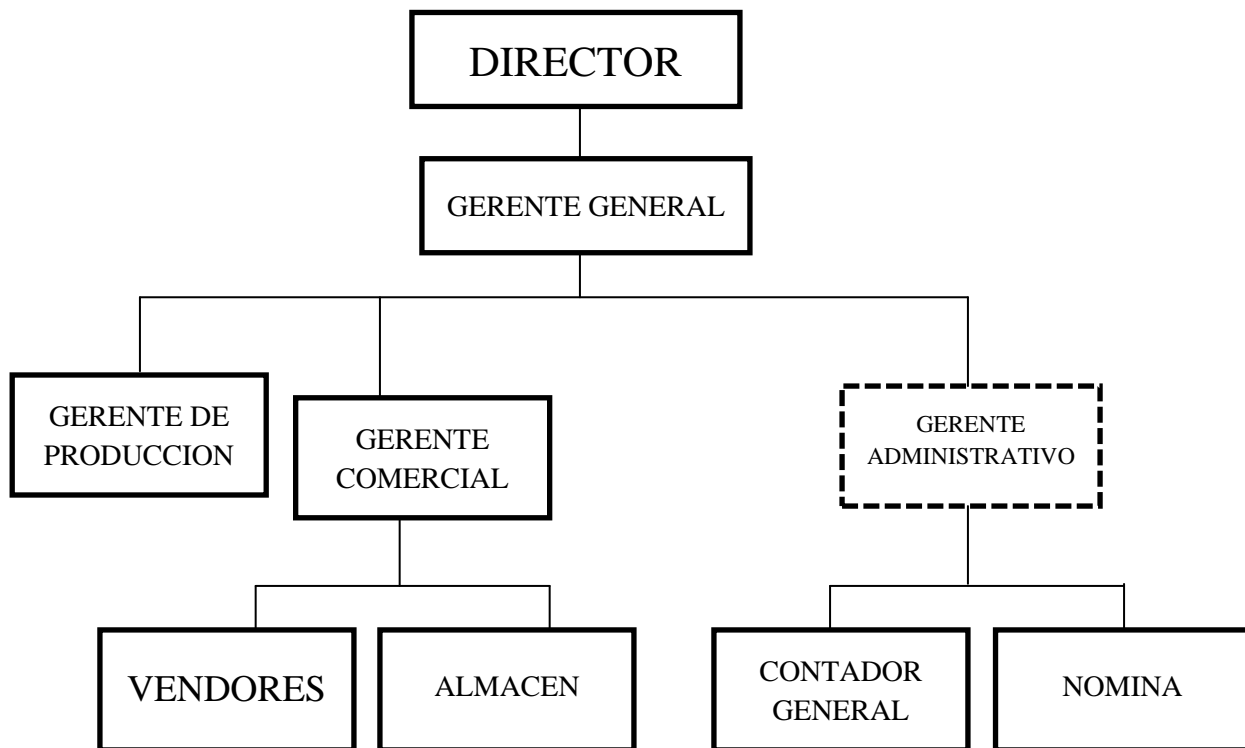 DIRECTOR
GERENTE GENERAL
GERENTE DE
PRODUCCION
GERENTE
COMERCIAL
GERENTE
ADMINISTRATIVO
VENDORES
ALMACEN
CONTADOR
GENERAL
NOMINA